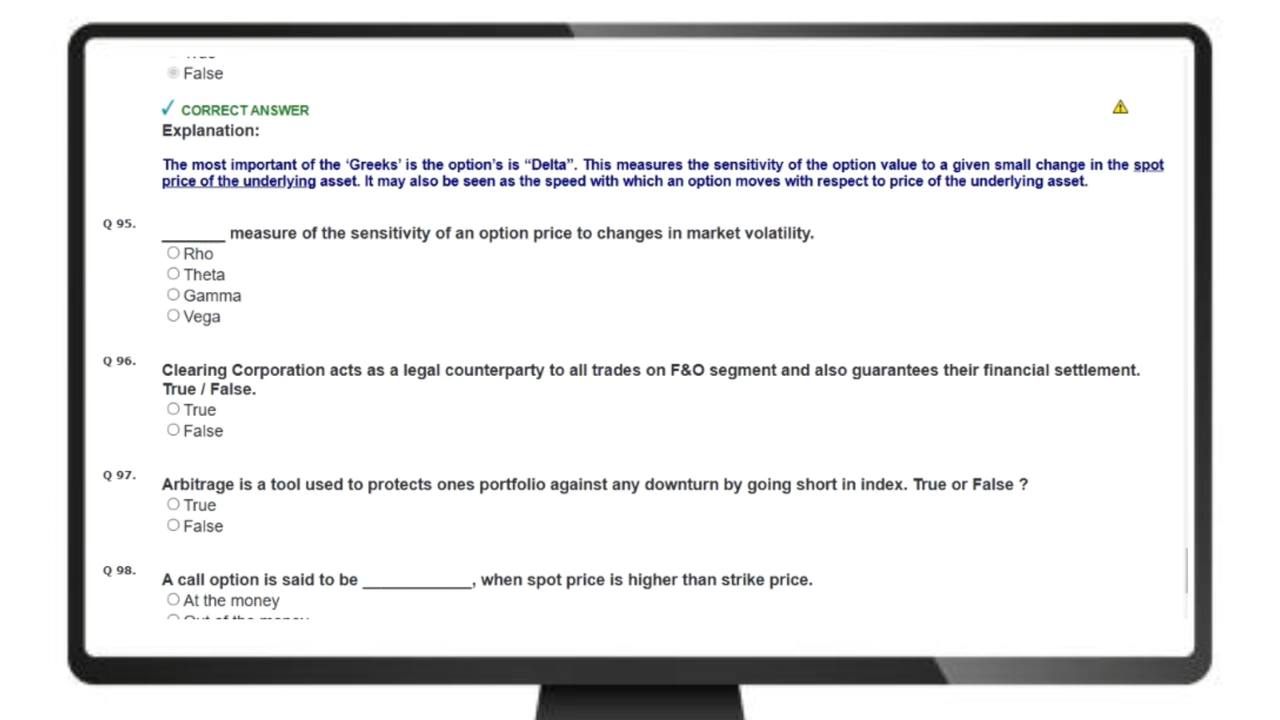 False
✓ CORRECT ANSWER
Explanation:
The most important of the ‘Greeks’ is the option’s is “Delta”. This measures the sensitivity of the option value to a given small change in the spot
price of the underlying asset. It may also be seen as the speed with which an option moves with respect to price of the underlying asset.
Q 95.
_______ measure of the sensitivity of an option price to changes in market volatility.
Rho
Theta
Gamma
Vega
Q 96.
Clearing Corporation acts as a legal counterparty to all trades on F&O segment and also guarantees their financial settlement.
True / False.
True
False
Q 97.
Arbitrage is a tool used to protects ones portfolio against any downturn by going short in index. True or False ?
True
False
Q 98.
A call option is said to be ____________, when spot price is higher than strike price.
At the money